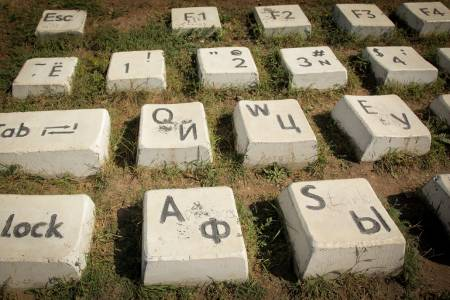 Esc F1 F2 F3 F4
Ё 1 ! 2 " @ 3 # № 4 $ ;
Tab Q Й W Ц E У
Lock A Ф S Ы